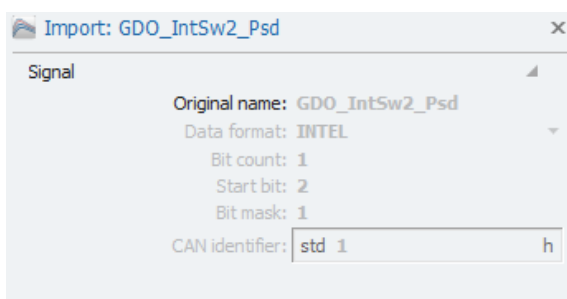 Import: GDO_IntSw2_Psd
Signal
Original name: GDO_IntSw2_Psd
Data format: INTEL
Bit count: 1
Start bit: 2
Bit mask: 1
CAN identifier: std 1 h